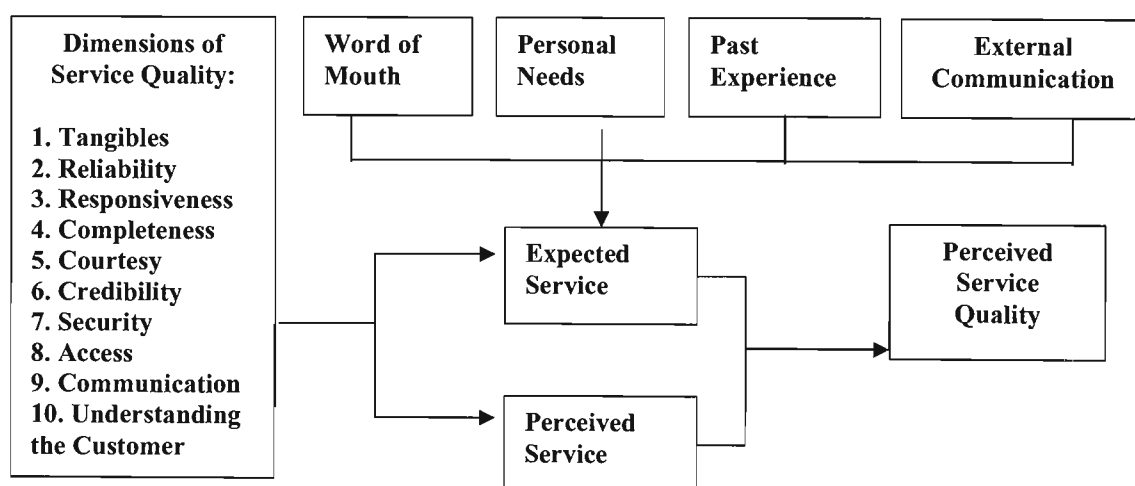 Dimensions of
Service Quality:
1. Tangibles
2. Reliability
3. Responsiveness
4. Completeness
5. Courtesy
6. Credibility
7. Security
8. Access
9. Communication
10. Understanding
the Customer
Word of
Mouth
Personal
Needs
Past
Experience
External
Communication
Expected
Service
Perceived
Service
Perceived
Service
Quality